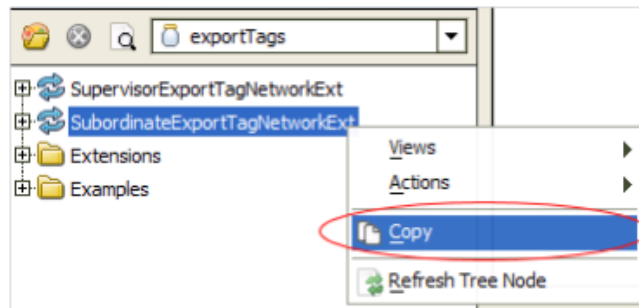 exportTags
SupervisorExportTagNetworkExt
SubordinateExportTagNetworkExt
Extensions
Examples
Views
Actions
Copy
Refresh Tree Node